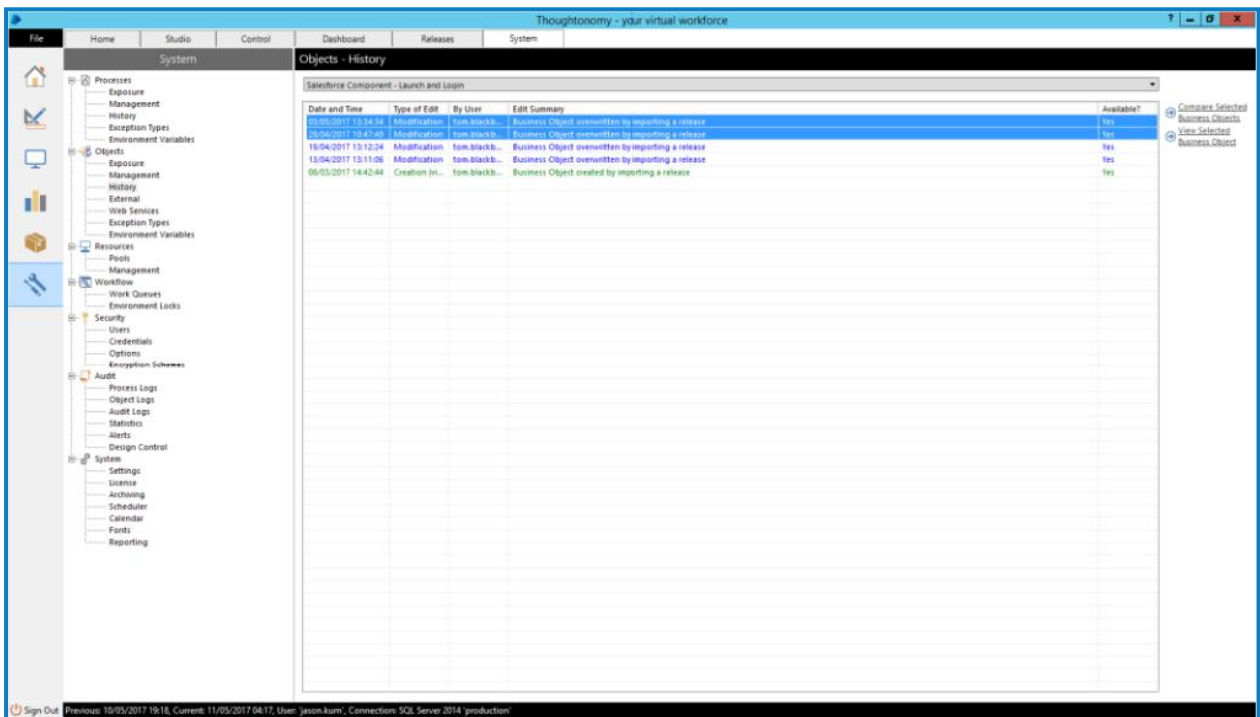 Thoughtonomy - your virtual workforce
?
File Home Studio Control Dashboard Releases System
System
Objects - History
Processes
Exposure
Management
History
Exception Types
Environment Variables
Objects
Exposure
Management
History
External
Web Services
Exception Types
Environment Variables
Resources
Pools
Management
Workflow
Work Queues
Environment Locks
Security
Users
Credentials
Options
Encryption Schemes
Audit
Process Logs
Object Logs
Audit Logs
Statistics
Alerts
Design Control
System
Settings
License
Archiving
Scheduler
Calendar
Fonts
Reporting
Salesforce Component - Launch and Login
Date and Time Type of Edit By User Edit Summary Available?
05/05/2017 13:54:34 Modification tom.blackb... Business Object overwritten by importing a release Yes
28/04/2017 10:47:49 Modification tom.blackb... Business Object overwritten by importing a release Yes
19/04/2017 13:12:24 Modification tom.blackb... Business Object overwritten by importing a release Yes
13/04/2017 13:11:06 Modification tom.blackb... Business Object overwritten by importing a release Yes
08/03/2017 14:42:44 Creation (vi... tom.blackb... Business Object created by importing a release Yes
Compare Selected
Business Objects
View Selected
Business Object
Sign Out Previous: 10/05/2017 19:18, Current: 11/05/2017 04:17, User: 'jason.kum', Connection: SQL Server 2014 'production'